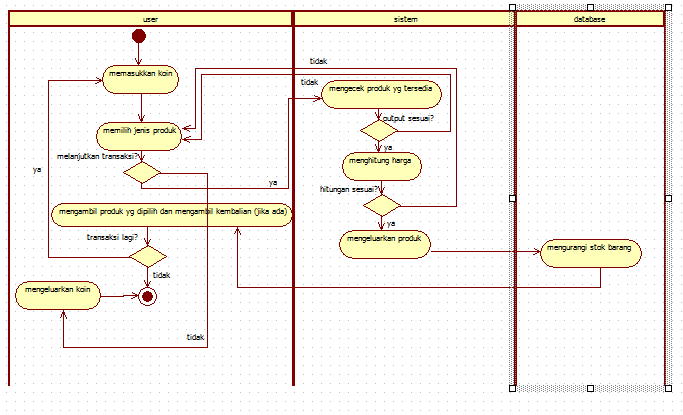 user
sistem
database
tidak
memasukkan koin
tidak
mengecek produk yg tersedia
output sesuai?
memilih jenis produk
ya
melanjutkan transaksi?
menghitung harga
ya
ya
hitungan sesuai?
mengambil produk yg dipilih dan mengambil kembalian (jika ada)
ya
transaksi lagi?
mengeluarkan produk
mengurangi stok barang
tidak
mengeluarkan koin
tidak